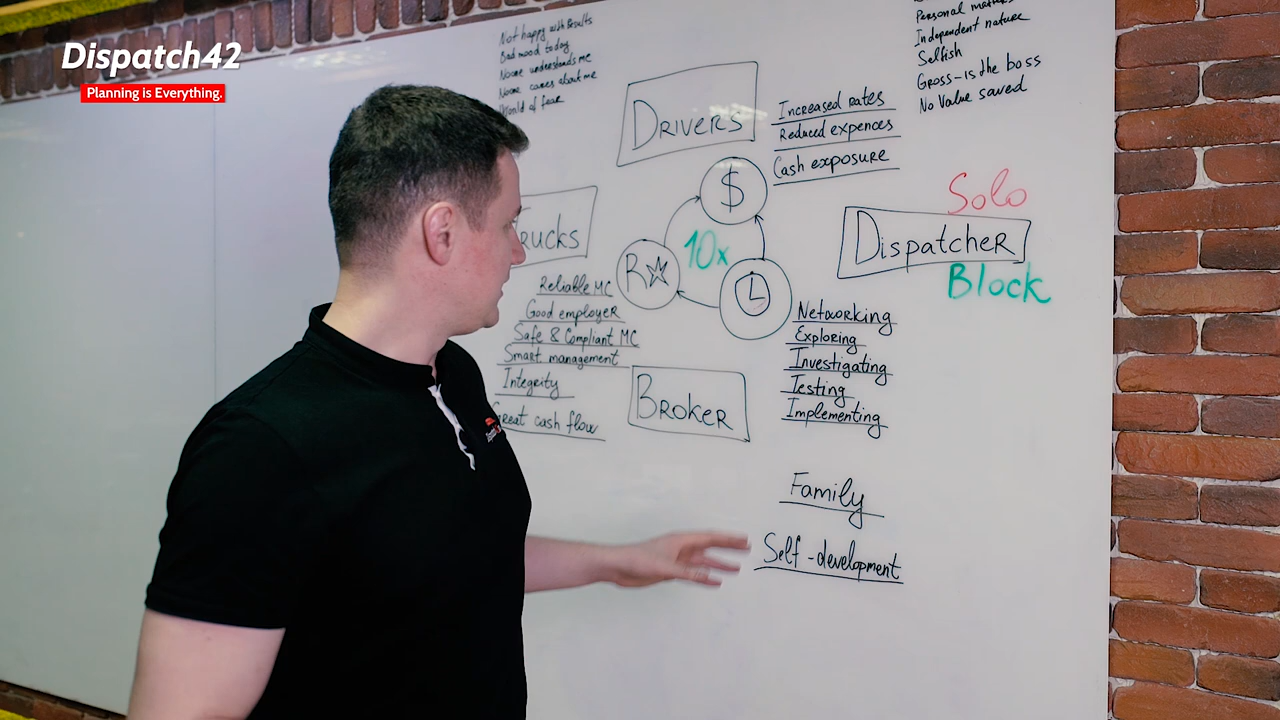 Dispatch42
Planning is Everything.
Not happy with Results
Bad mood today
Noone understands me
Noone cares about me
World of fear
Personal matters
Independent nature
Selfish
Gross-is the boss
No Value saved
DRIVERS
Increased rates
Reduced expences
Cash exposure
$
Solo
DispatcheR
Block
rucks
10x
R
Reliable MC
Good employeR
Safe & Compliant MC
Smart management
Integrity
reat cash flow
Networking
Exploring
Investigating
Testing
Implementing
BRokeR
Family
Self-development